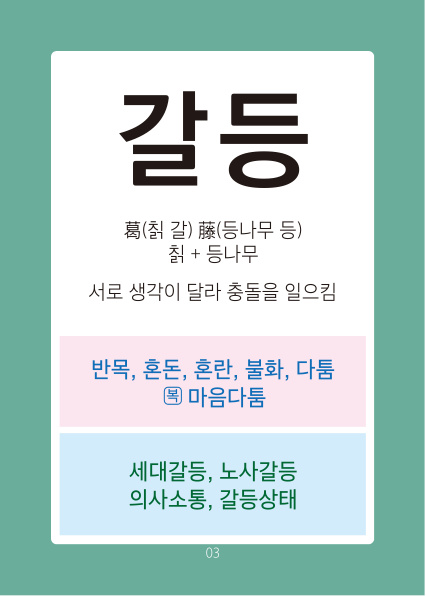 갈등
葛(칡 갈) 藤(등나무 등)
칡 + 등나무
서로 생각이 달라 충돌을 일으킴
반목, 혼돈, 혼란, 불화, 다툼
복 마음다툼
세대갈등, 노사갈등
의사소통, 갈등상태
03